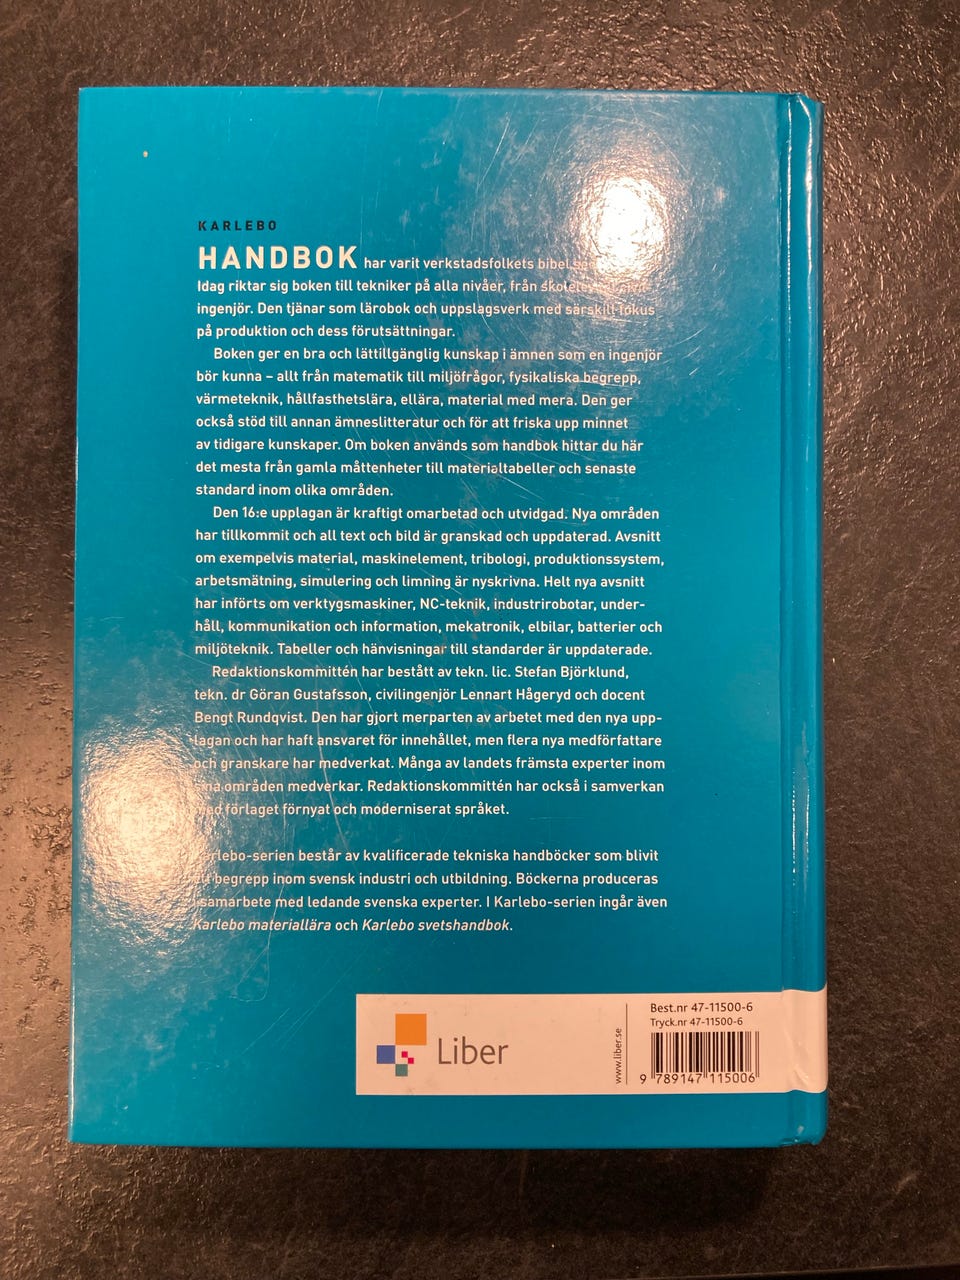 KARLEBO
HANDBOK har varit verkstadsfolkets bibel
Idag riktar sig boken till tekniker på alla nivåer, från
ingenjör. Den tjänar som lärobok och uppslagsverk med särskilt fokus
på produktion och dess förutsättningar.
Boken ger en bra och lättillgänglig kunskap i ämnen som en ingenjör
bör kunna – allt från matematik till miljöfrågor, fysikaliska begrepp,
värmeteknik, hållfasthetslära, ellära, material med mera. Den ger
också stöd till annan ämneslitteratur och för att friska upp minnet
av tidigare kunskaper. Om boken används som handbok hittar du här
det mesta från gamla måttenheter till materialtabeller och senaste
standard inom olika områden.
Den 16:e upplagan är kraftigt omarbetad och utvidgad. Nya områden
har tillkommit och all text och bild är granskad och uppdaterad. Avsnitt
om exempelvis material, maskinelement, tribologi, produktionssystem,
arbetsmätning, simulering och limning är nyskrivna. Helt nya avsnitt
har införts om verktygsmaskiner, NC-teknik, industrirobotar, under-
håll, kommunikation och information, mekatronik, elbilar, batterier och
miljöteknik. Tabeller och hänvisningar till standarder är uppdaterade.
Redaktionskommittén har bestått av tekn. lic. Stefan Björklund,
tekn. dr Göran Gustafsson, civilingenjör Lennart Hågeryd och docent
Bengt Rundqvist. Den har gjort merparten av arbetet med den nya upp-
lagan och har haft ansvaret för innehållet, men flera nya medförfattare
och granskare har medverkat. Många av landets främsta experter inom
sina områden medverkar. Redaktionskommittén har också i samverkan
med förlaget förnyat och moderniserat språket.
Karlebo-serien består av kvalificerade tekniska handböcker som blivit
begrepp inom svensk industri och utbildning. Böckerna produceras
i samarbete med ledande svenska experter. I Karlebo-serien ingår även
Karlebo materiallära och Karlebo svetshandbok.
Liber
www.liber.se
Best.nr 47-11500-6
Tryck.nr 47-11500-6
9 789147 115006